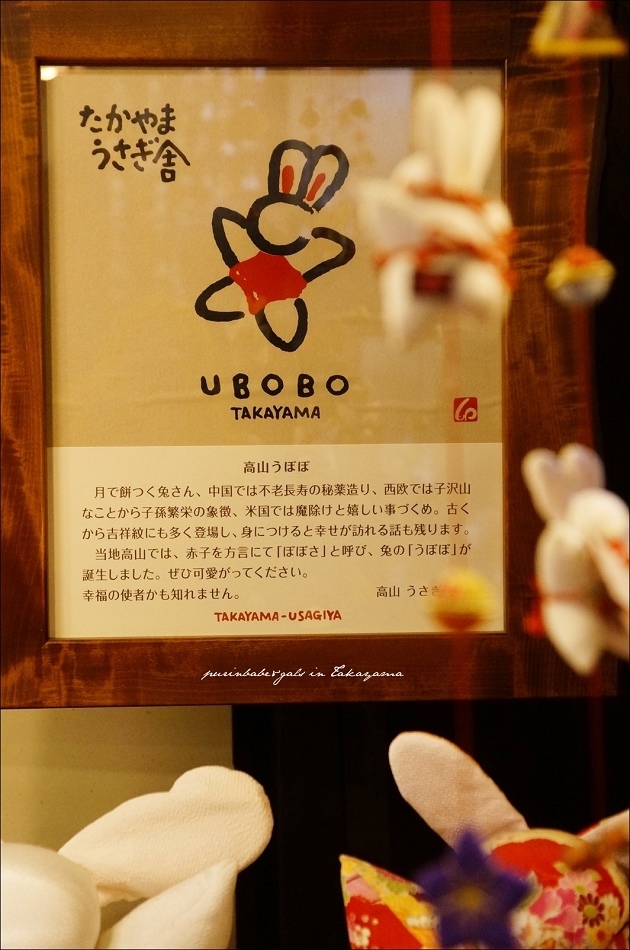 たかやま
うさぎ舎
UBOBO
TAKAYAMA
高山うぼぼ
月で餅つく兎さん、中国では不老長寿の秘薬造り、西欧では子沢山
なことから子孫繁栄の象徴、米国では魔除けと嬉しい事づくめ。古く
から吉祥紋にも多く登場し、身につけると幸せが訪れる話も残ります。
当地高山では、赤子を方言にて「ぼぼさ」と呼び、兎の「うぼぼ」が
誕生しました。ぜひ可愛がってください。
幸福の使者かも知れません。 高山 うさぎ
TAKAYAMA-USAGIYA
purinbabe&gals in Takayama